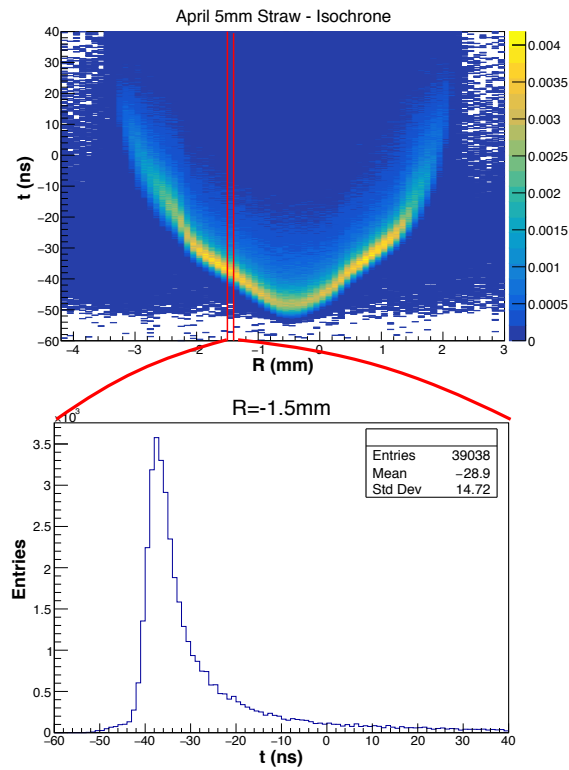 April 5mm Straw - Isochrone
t (ns)
40
30
20
10
0
−10
−20
−30
−40
−50
−60
−4 −3 −2 −1 0 1 2 3
R (mm)
0.004
0.0035
0.003
0.0025
0.002
0.0015
0.001
0.0005
0
R=-1.5mm
×10³
Entries
3.5
3
2.5
2
1.5
1
0.5
0
−60 −50 −40 −30 −20 −10 0 10 20 30 40
t (ns)
Entries 39038
Mean −28.9
Std Dev 14.72